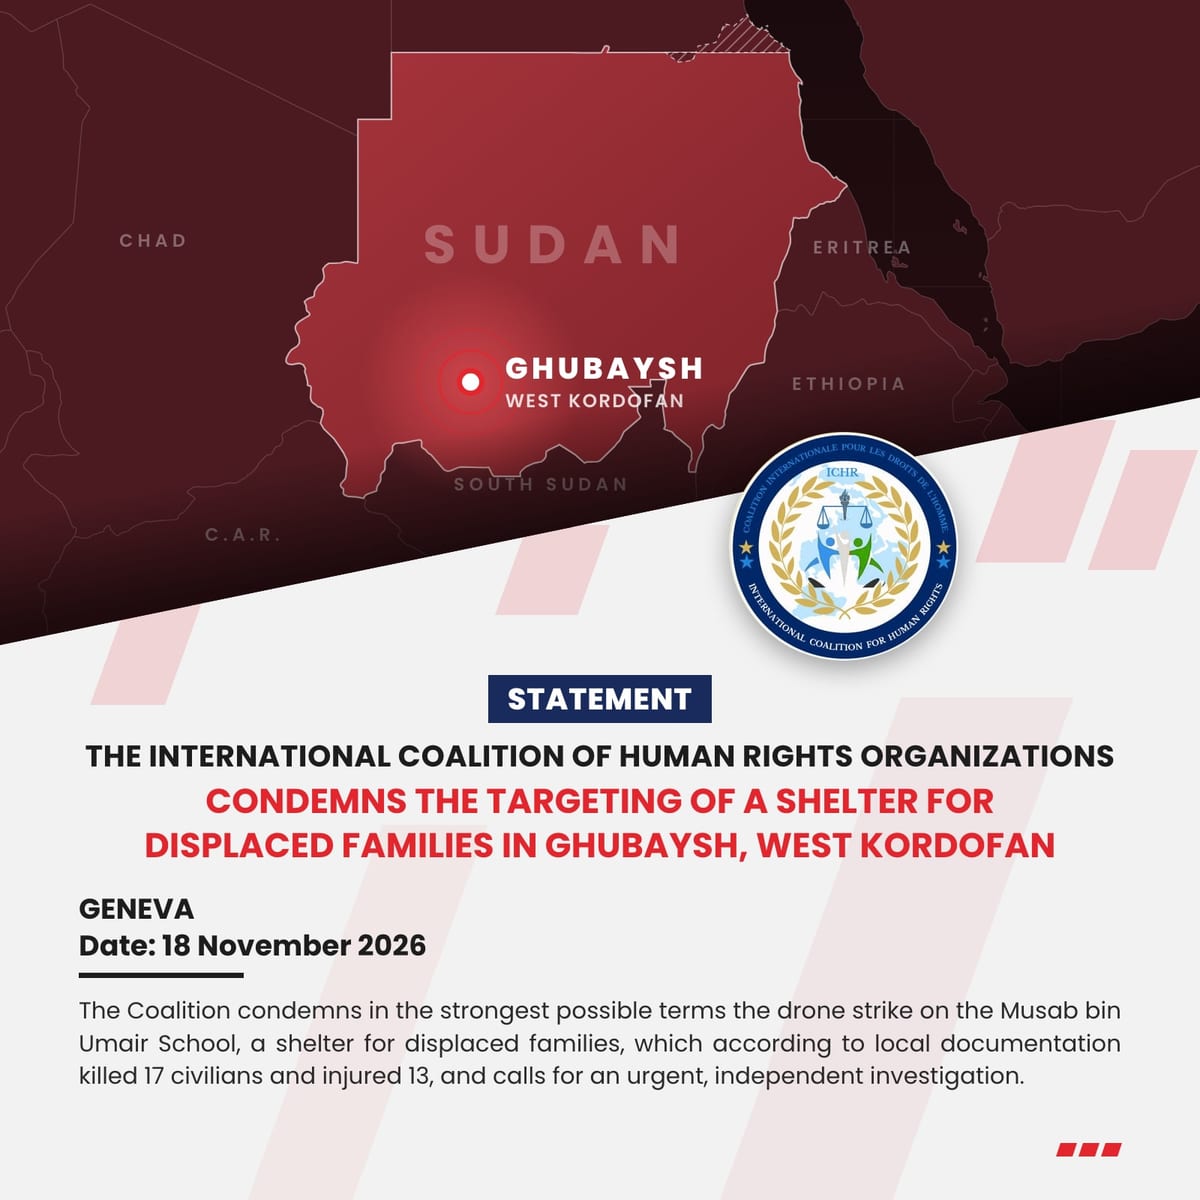 SUDAN
CHAD
ERITREA
GHUBAYSH
WEST KORDOFAN
ETHIOPIA
SOUTH SUDAN
C.A.R.
COALITION INTERNATIONALE POUR LES DROITS DE L'HOMME
ICHR
INTERNATIONAL COALITION FOR HUMAN RIGHTS
STATEMENT
THE INTERNATIONAL COALITION OF HUMAN RIGHTS ORGANIZATIONS
CONDEMNS THE TARGETING OF A SHELTER FOR
DISPLACED FAMILIES IN GHUBAYSH, WEST KORDOFAN
GENEVA
Date: 18 November 2026
The Coalition condemns in the strongest possible terms the drone strike on the Musab bin
Umair School, a shelter for displaced families, which according to local documentation
killed 17 civilians and injured 13, and calls for an urgent, independent investigation.